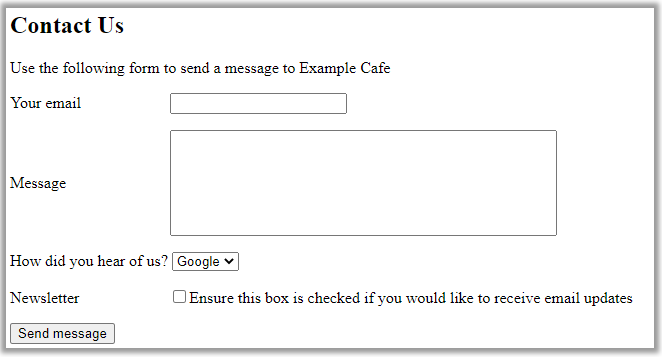 Contact Us
Use the following form to send a message to Example Cafe
Your email
Message
How did you hear of us? Google
Newsletter Ensure this box is checked if you would like to receive email updates
Send message